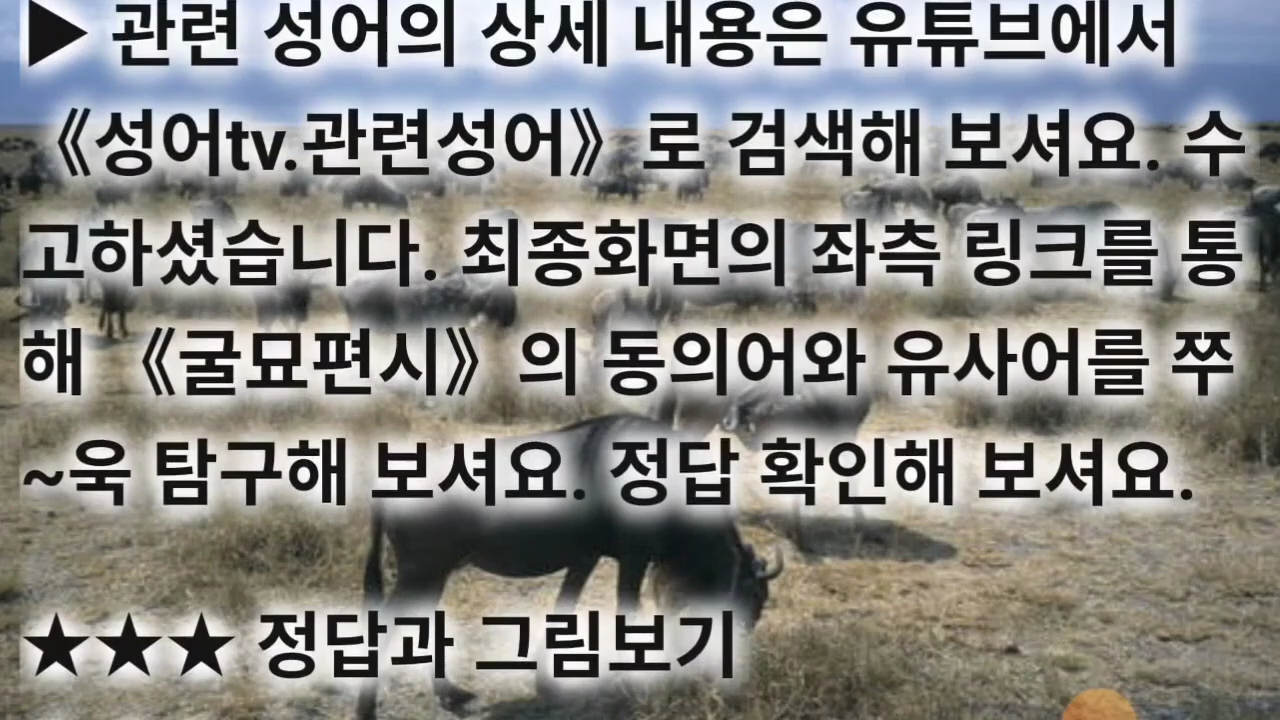 ▶ 관련 성어의 상세 내용은 유튜브에서
《성어tv.관련성어》로 검색해 보셔요. 수
고하셨습니다. 최종화면의 좌측 링크를 통
해 《굴묘편시》의 동의어와 유사어를 쭈
~욱 탐구해 보셔요. 정답 확인해 보셔요.
★★★ 정답과 그림보기